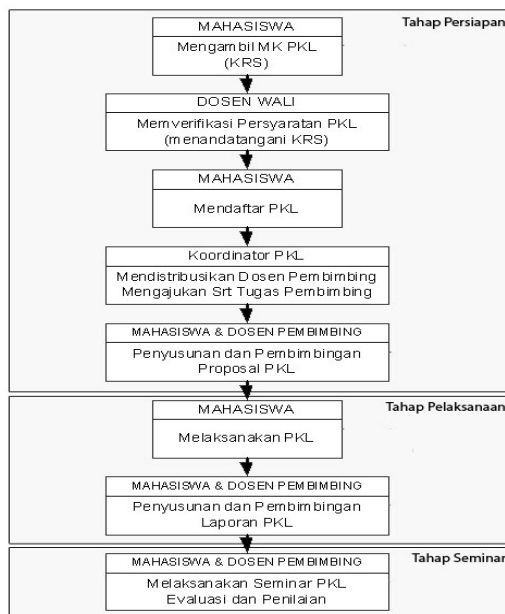 Tahap Persiapan
MAHASISWA
Mengambil MK PKL
(KRS)
DOSEN WALI
Memverifikasi Persyaratan PKL
(menandatangani KRS)
MAHASISWA
Mendaftar PKL
Koordinator PKL
Mendistribusikan Dosen Pembimbing
Mengajukan Srt Tugas Pembimbing
MAHASISWA & DOSEN PEMBIMBING
Penyusunan dan Pembimbingan
Proposal PKL
Tahap Pelaksanaan
MAHASISWA
Melaksanakan PKL
MAHASISWA & DOSEN PEMBIMBING
Penyusunan dan Pembimbingan
Laporan PKL
Tahap Seminar
MAHASISWA & DOSEN PEMBIMBING
Melaksanakan Seminar PKL
Evaluasi dan Penilaian